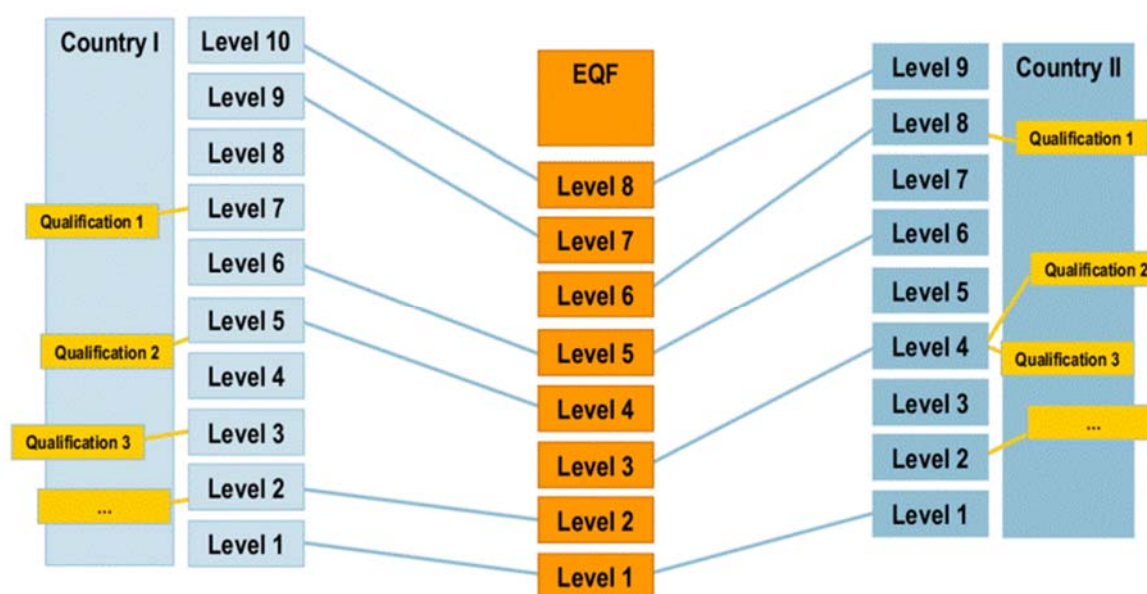 Country I
Level 10
Level 9
Level 8
Level 7
Level 6
Level 5
Level 4
Level 3
Level 2
Level 1
Qualification 1
Qualification 2
Qualification 3
...
EQF
Level 8
Level 7
Level 6
Level 5
Level 4
Level 3
Level 2
Level 1
Level 9
Level 8
Level 7
Level 6
Level 5
Level 4
Level 3
Level 2
Level 1
Country II
Qualification 1
Qualification 2
Qualification 3
...